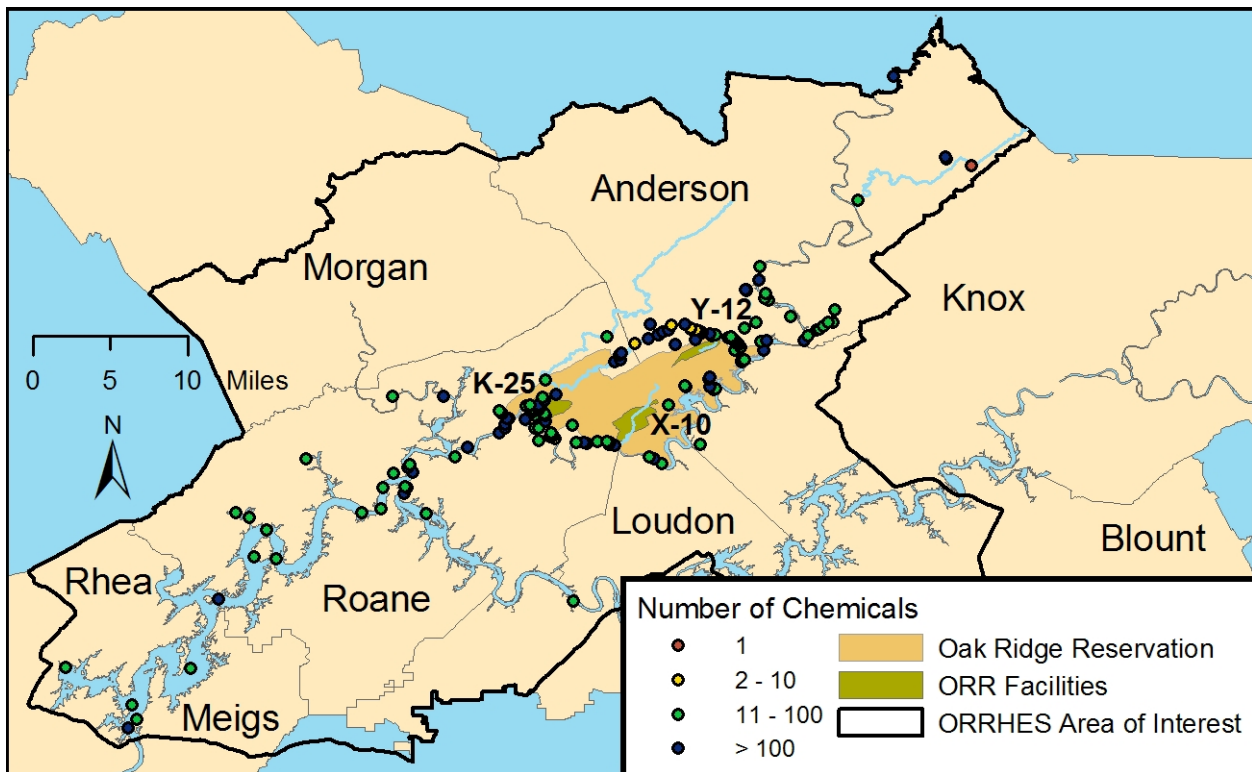 Anderson
Morgan
Knox
Y-12
K-25
X-10
0 5 10 Miles
N
Loudon
Blount
Rhea
Roane
Meigs
Number of Chemicals
1
2 - 10
11 - 100
> 100
Oak Ridge Reservation
ORR Facilities
ORRHES Area of Interest